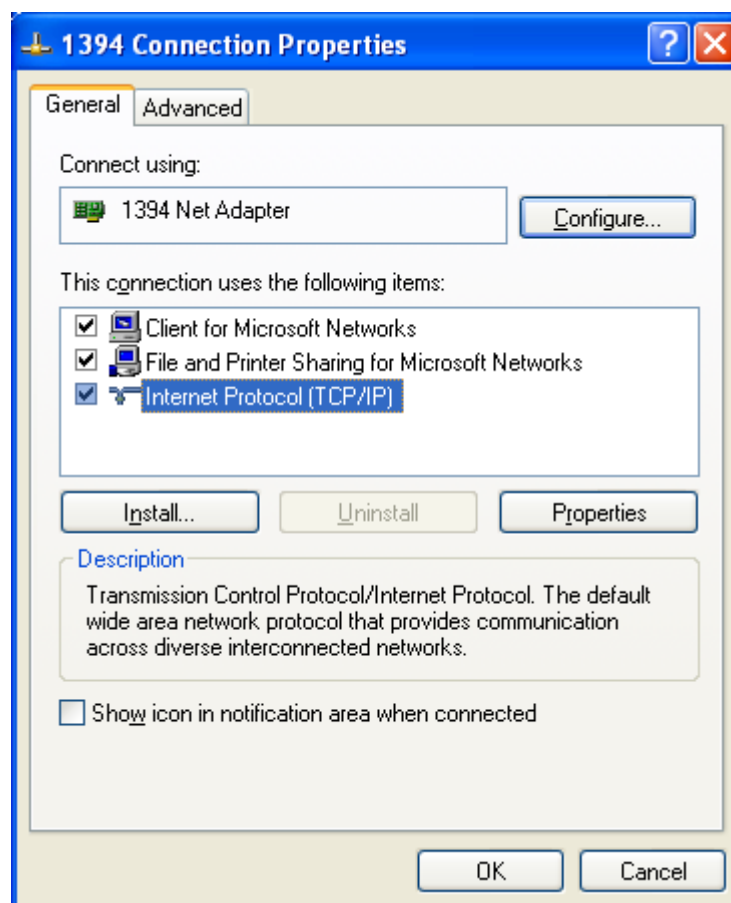 1394 Connection Properties
General
Advanced
Connect using:
1394 Net Adapter
Configure...
This connection uses the following items:
Client for Microsoft Networks
File and Printer Sharing for Microsoft Networks
Internet Protocol (TCP/IP)
Install...
Uninstall
Properties
Description
Transmission Control Protocol/Internet Protocol. The default
wide area network protocol that provides communication
across diverse interconnected networks.
Show icon in notification area when connected
OK
Cancel